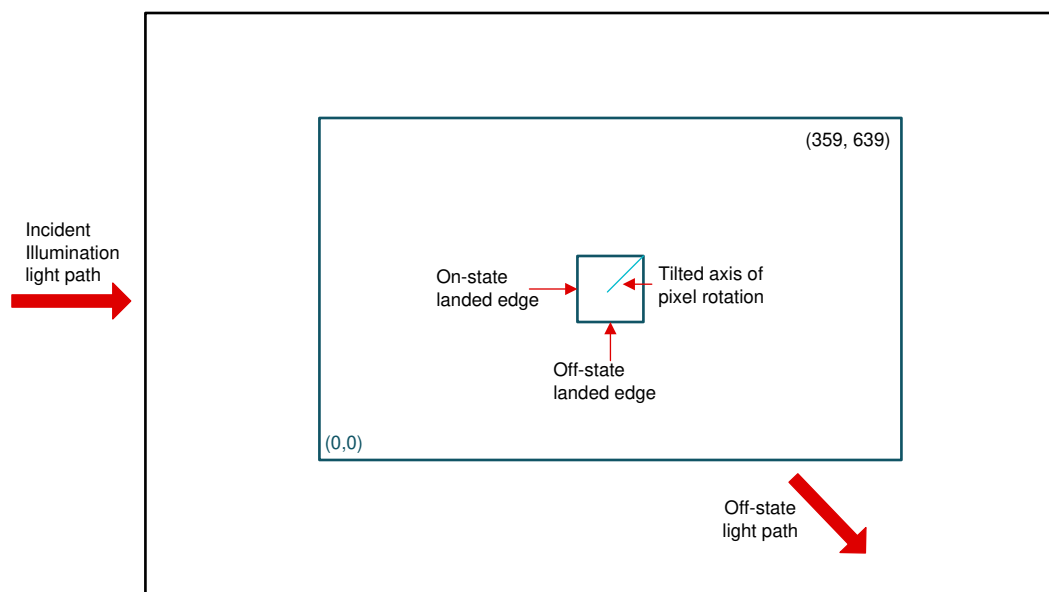 (359, 639)
Incident
Illumination
light path
On-state
landed edge
Tilted axis of
pixel rotation
Off-state
landed edge
(0,0)
Off-state
light path